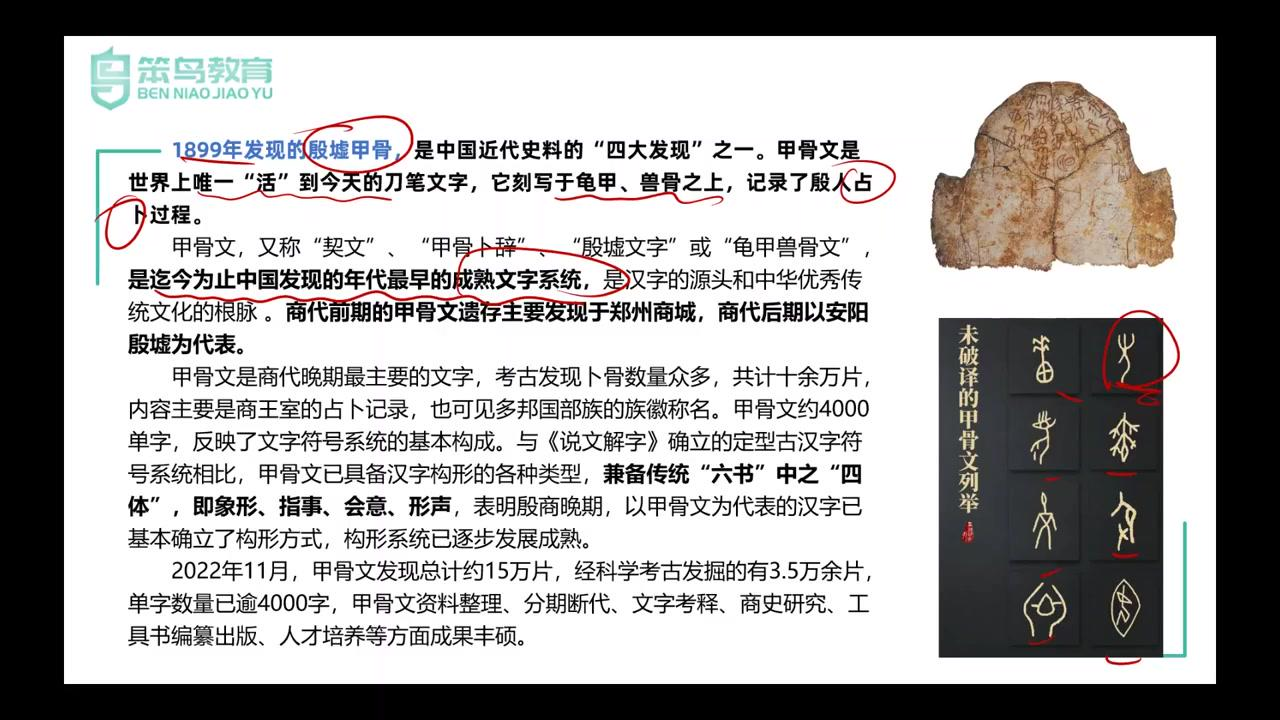 笨鸟教育
BEN NIAO JIAO YU
1899年发现的殷墟甲骨，是中国近代史料的“四大发现”之一。甲骨文是
世界上唯一“活”到今天的刀笔文字，它刻写于龟甲、兽骨之上，记录了殷人占
卜过程。
甲骨文，又称“契文”、“甲骨卜辞”、“殷墟文字”或“龟甲兽骨文”，
是迄今为止中国发现的年代最早的成熟文字系统，是汉字的源头和中华优秀传
统文化的根脉。商代前期的甲骨文遗存主要发现于郑州商城，商代后期以安阳
殷墟为代表。
甲骨文是商代晚期最主要的文字，考古发现卜骨数量众多，共计十余万片，
内容主要是商王室的占卜记录，也可见多邦国部族的族徽称名。甲骨文约4000
单字，反映了文字符号系统的基本构成。与《说文解字》确立的定型古汉字符
号系统相比，甲骨文已具备汉字构形的各种类型，兼备传统“六书”中之“四
体”，即象形、指事、会意、形声，表明殷商晚期，以甲骨文为代表的汉字已
基本确立了构形方式，构形系统已逐步发展成熟。
2022年11月，甲骨文发现总计约15万片，经科学考古发掘的有3.5万余片，
单字数量已逾4000字，甲骨文资料整理、分期断代、文字考释、商史研究、工
具书编纂出版、人才培养等方面成果丰硕。
未破译的甲骨文列举